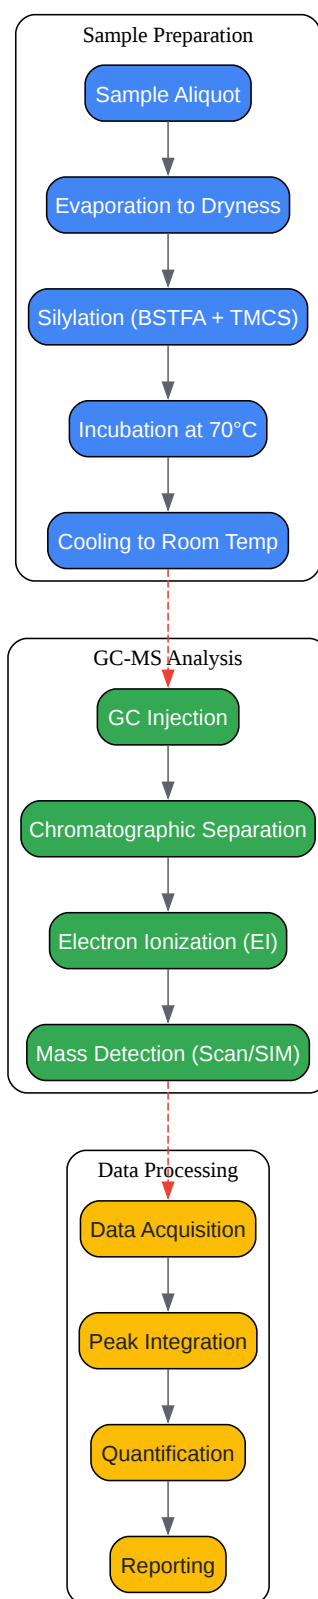 Sample Preparation
Sample Aliquot
Evaporation to Dryness
Silylation (BSTFA + TMCS)
Incubation at 70°C
Cooling to Room Temp
GC-MS Analysis
GC Injection
Chromatographic Separation
Electron Ionization (EI)
Mass Detection (Scan/SIM)
Data Processing
Data Acquisition
Peak Integration
Quantification
Reporting